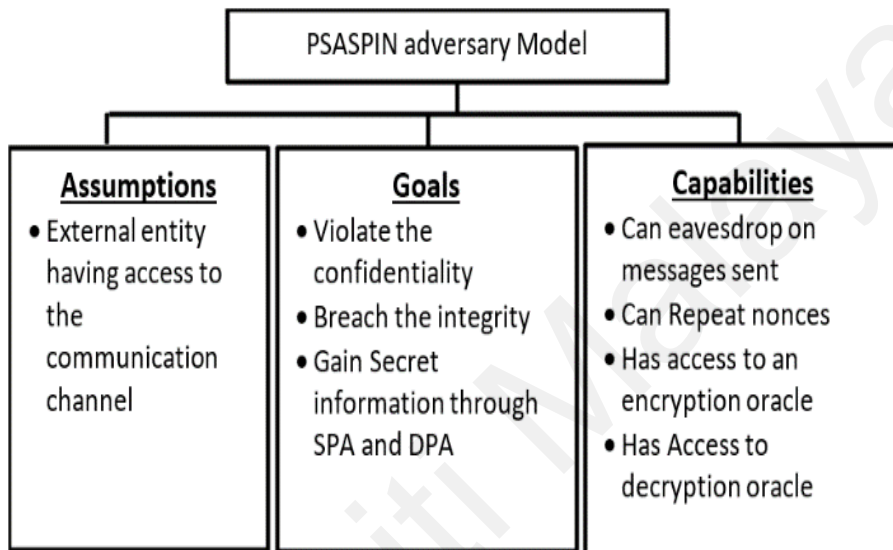 PSASPIN adversary Model
Assumptions
• External entity
having access to
the
communication
channel
Goals
• Violate the
confidentiality
• Breach the integrity
• Gain Secret
information through
SPA and DPA
Capabilities
• Can eavesdrop on
messages sent
• Can Repeat nonces
• Has access to an
encryption oracle
• Has Access to
decryption oracle
iti Malaya